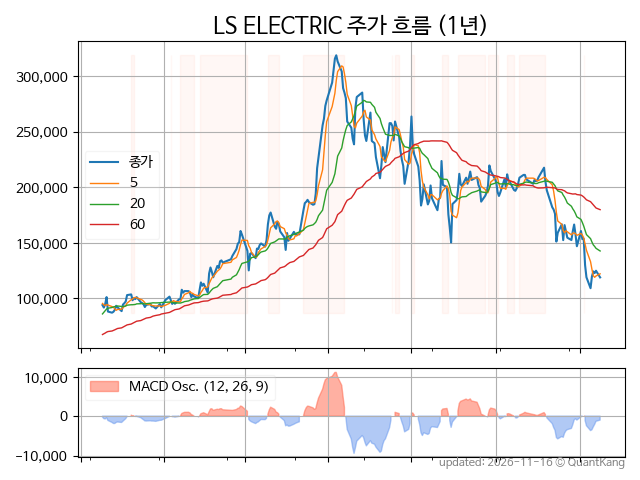 LS ELECTRIC 주가 흐름 (1년)
300,000
250,000
200,000
150,000
100,000
종가
5
20
60
10,000
0
−10,000
MACD Osc. (12, 26, 9)
updated: 2026-11-16 © QuantKang